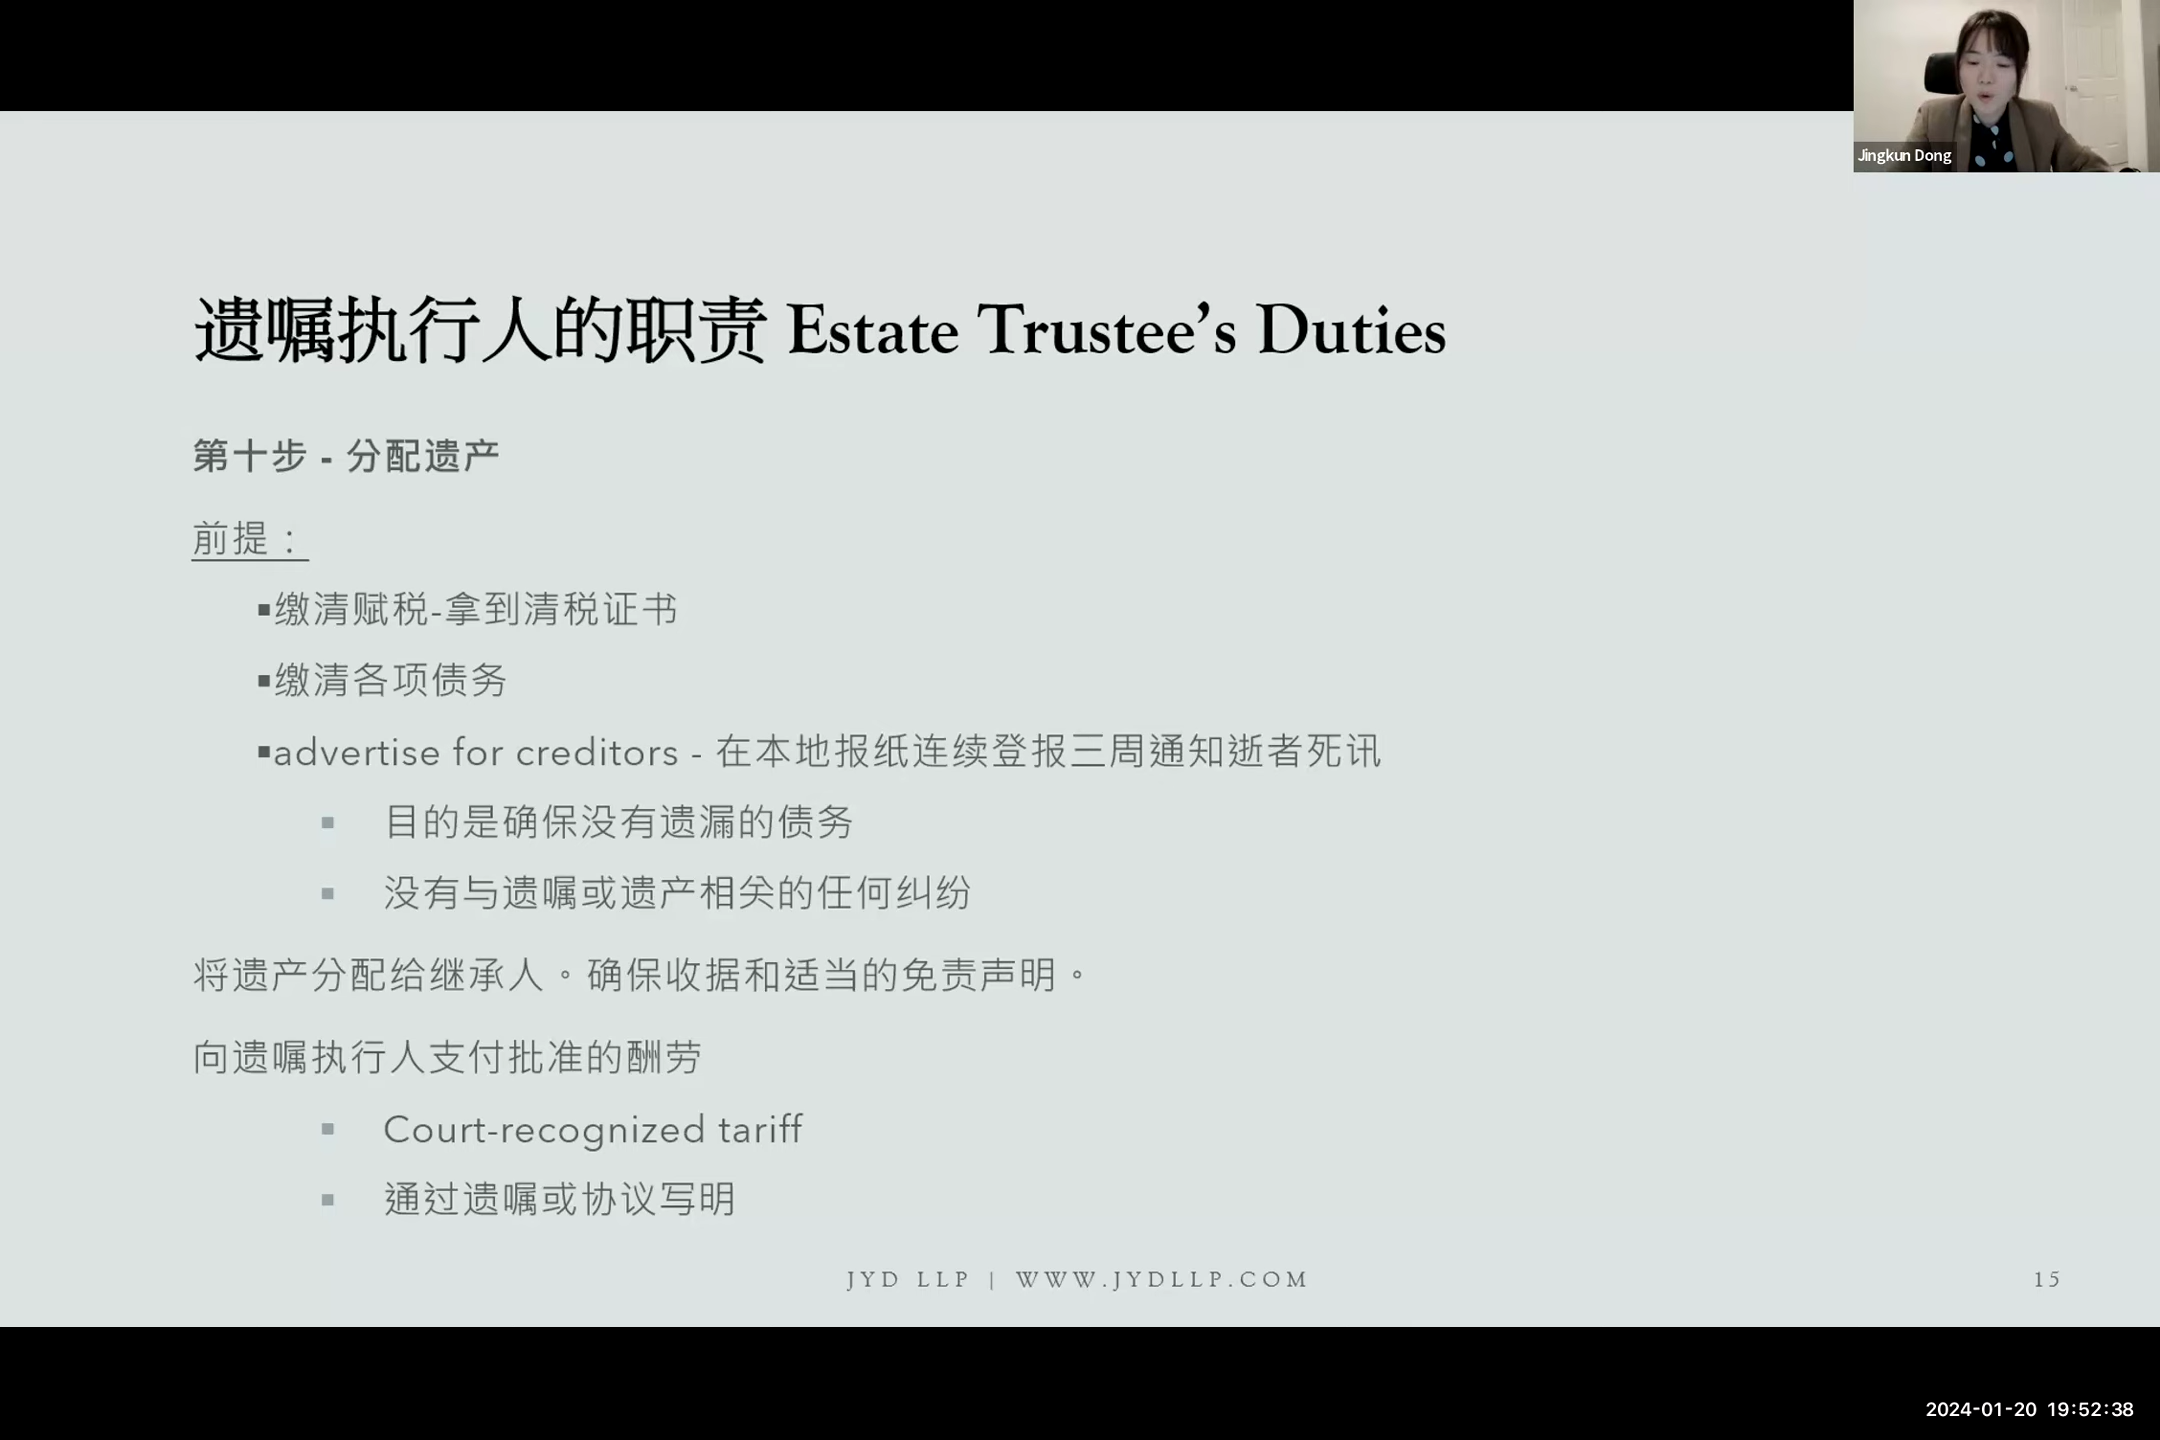 Jingkun Dong
遗嘱执行人的职责 Estate Trustee’s Duties
第十步 - 分配遗产
前提：
▪缴清赋税-拿到清税证书
▪缴清各项债务
▪advertise for creditors - 在本地报纸连续登报三周通知逝者死讯
▪ 目的是确保没有遗漏的债务
▪ 没有与遗嘱或遗产相关的任何纠纷
将遗产分配给继承人。确保收据和适当的免责声明。
向遗嘱执行人支付批准的酬劳
▪ Court-recognized tariff
▪ 通过遗嘱或协议写明
JYD LLP | WWW.JYDLLP.COM
15
2024-01-20 19:52:38